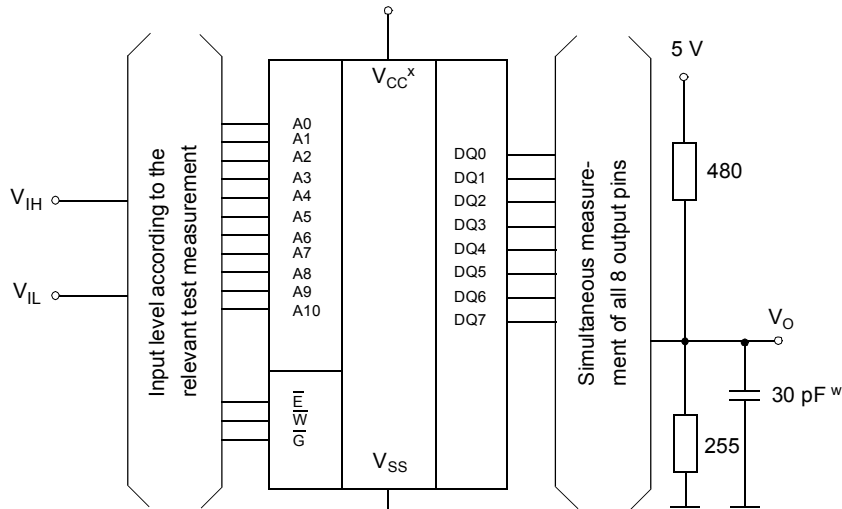 V_IH
V_IL
Input level according to the
relevant test measurement
V_CC^x
A0
A1
A2
A3
A4
A5
A6
A7
A8
A9
A10
E̅
W̅
G̅
V_SS
DQ0
DQ1
DQ2
DQ3
DQ4
DQ5
DQ6
DQ7
Simultaneous measure-
ment of all 8 output pins
5 V
480
V_O
30 pF ^w
255